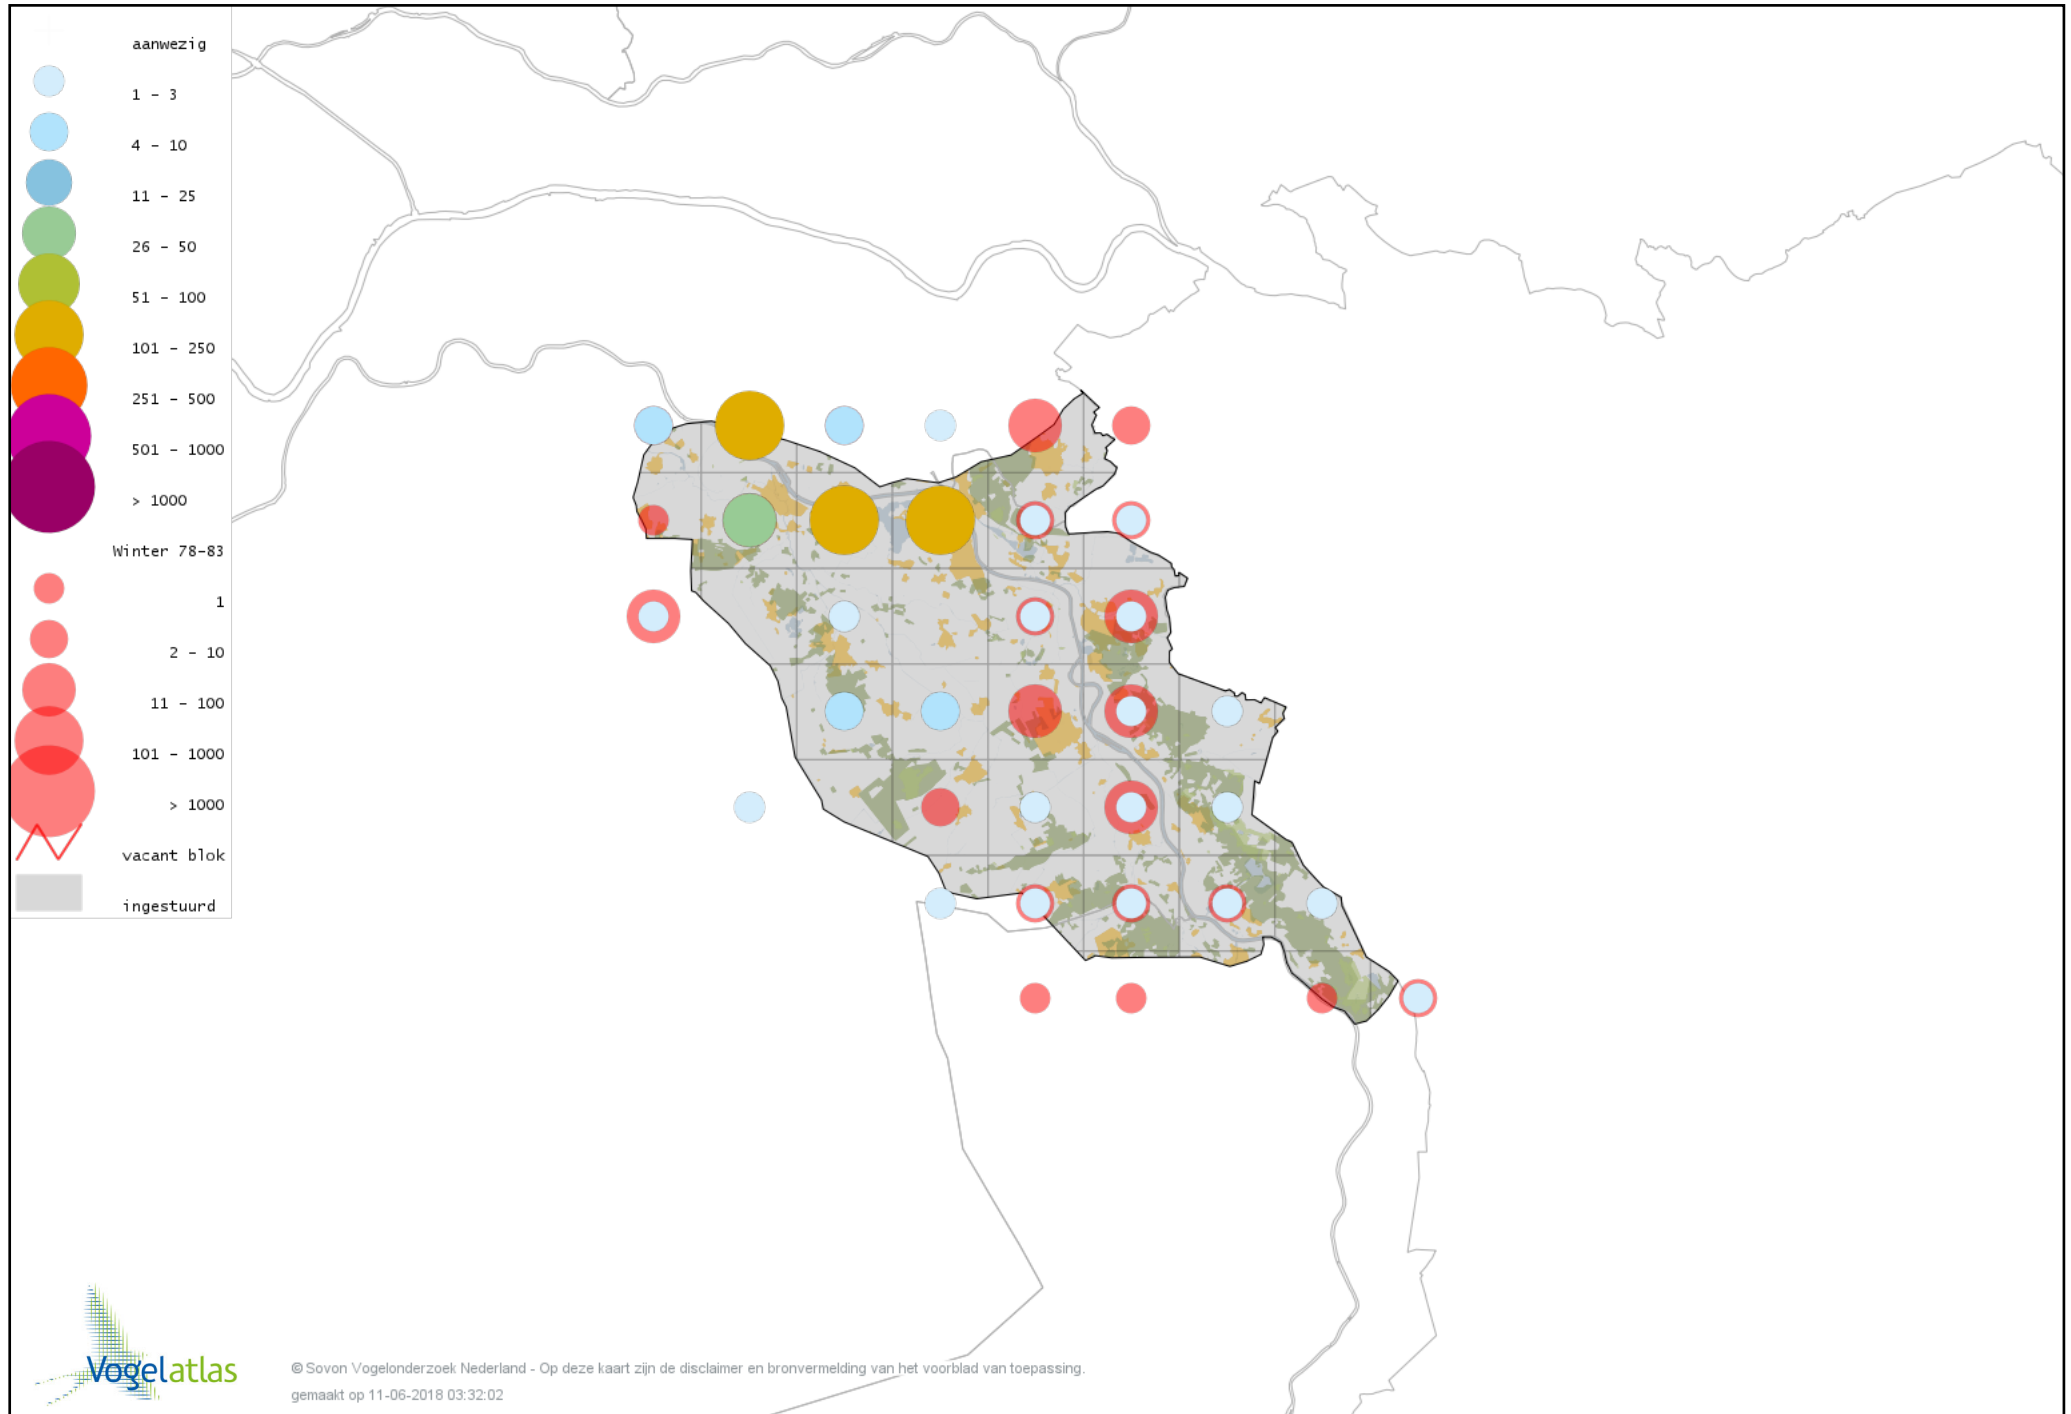 aanwezig
1 - 3
4 - 10
11 - 25
26 - 50
51 - 100
101 - 250
251 - 500
501 - 1000
> 1000
Winter 78-83
1
2 - 10
11 - 100
101 - 1000
> 1000
vacant blok
ingestuurd
Vogelatlas
© Sovon Vogelonderzoek Nederland - Op deze kaart zijn de disclaimer en bronvermelding van het voorblad van toepassing.
gemaakt op 11-06-2018 03:32:02